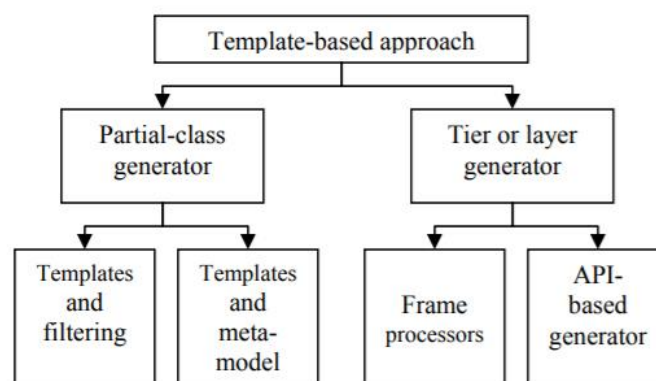 Template-based approach
Partial-class
generator
Tier or layer
generator
Templates
and
filtering
Templates
and
meta-
model
Frame
processors
API-
based
generator